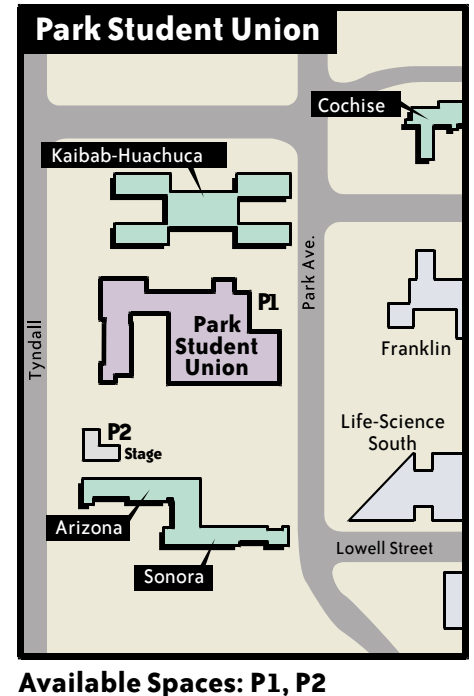 Park Student Union
Cochise
Kaibab-Huachuca
Park Ave.
P1
Park
Student
Union
Tyndall
Franklin
Life-Science
South
P2
Stage
Arizona
Lowell Street
Sonora
Available Spaces: P1, P2